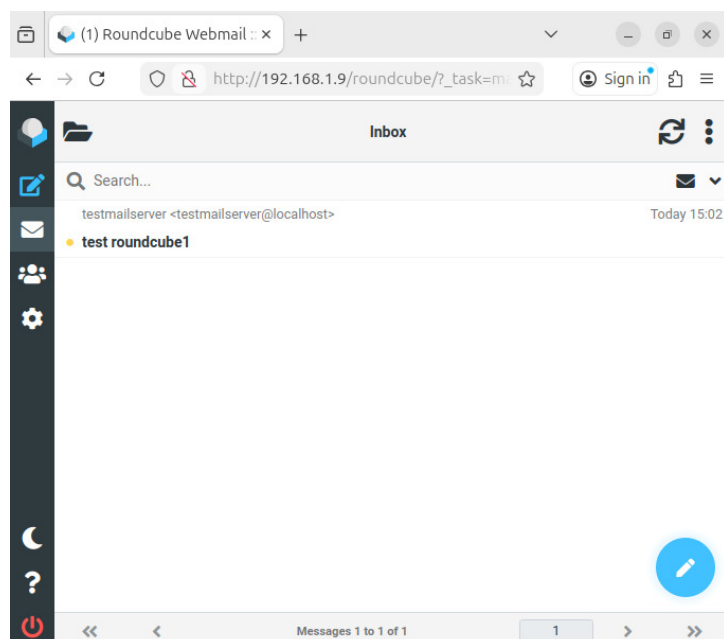 (1) Roundcube Webmail ::
Sign in
http://192.168.1.9/roundcube/?_task=m
Inbox
Search...
testmailserver <testmailserver@localhost>
Today 15:02
test roundcube1
?
Messages 1 to 1 of 1
1